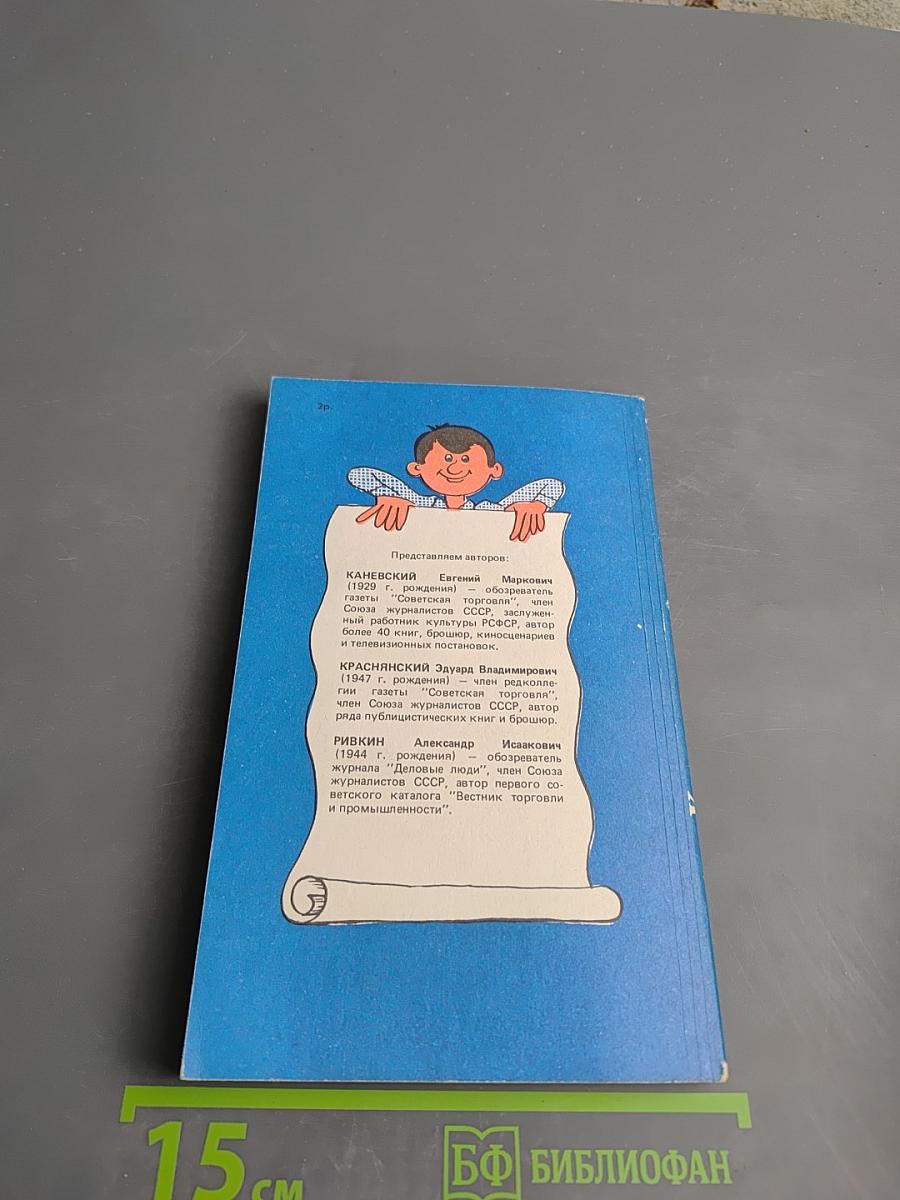 2р.
Представляем авторов:
КАНЕВСКИЙ Евгений Маркович
(1929 г. рождения) — обозреватель
газеты "Советская торговля", член
Союза журналистов СССР, заслужен-
ный работник культуры РСФСР, автор
более 40 книг, брошюр, киносценариев
и телевизионных постановок.
КРАСНЯНСКИЙ Эдуард Владимирович
(1947 г. рождения) — член редколле-
гии газеты "Советская торговля",
член Союза журналистов СССР, автор
ряда публицистических книг и брошюр.
РИВКИН Александр Исаакович
(1944 г. рождения) — обозреватель
журнала "Деловые люди", член Союза
журналистов СССР, автор первого со-
ветского каталога "Вестник торговли
и промышленности".
15 см БФ БИБЛИОФАН